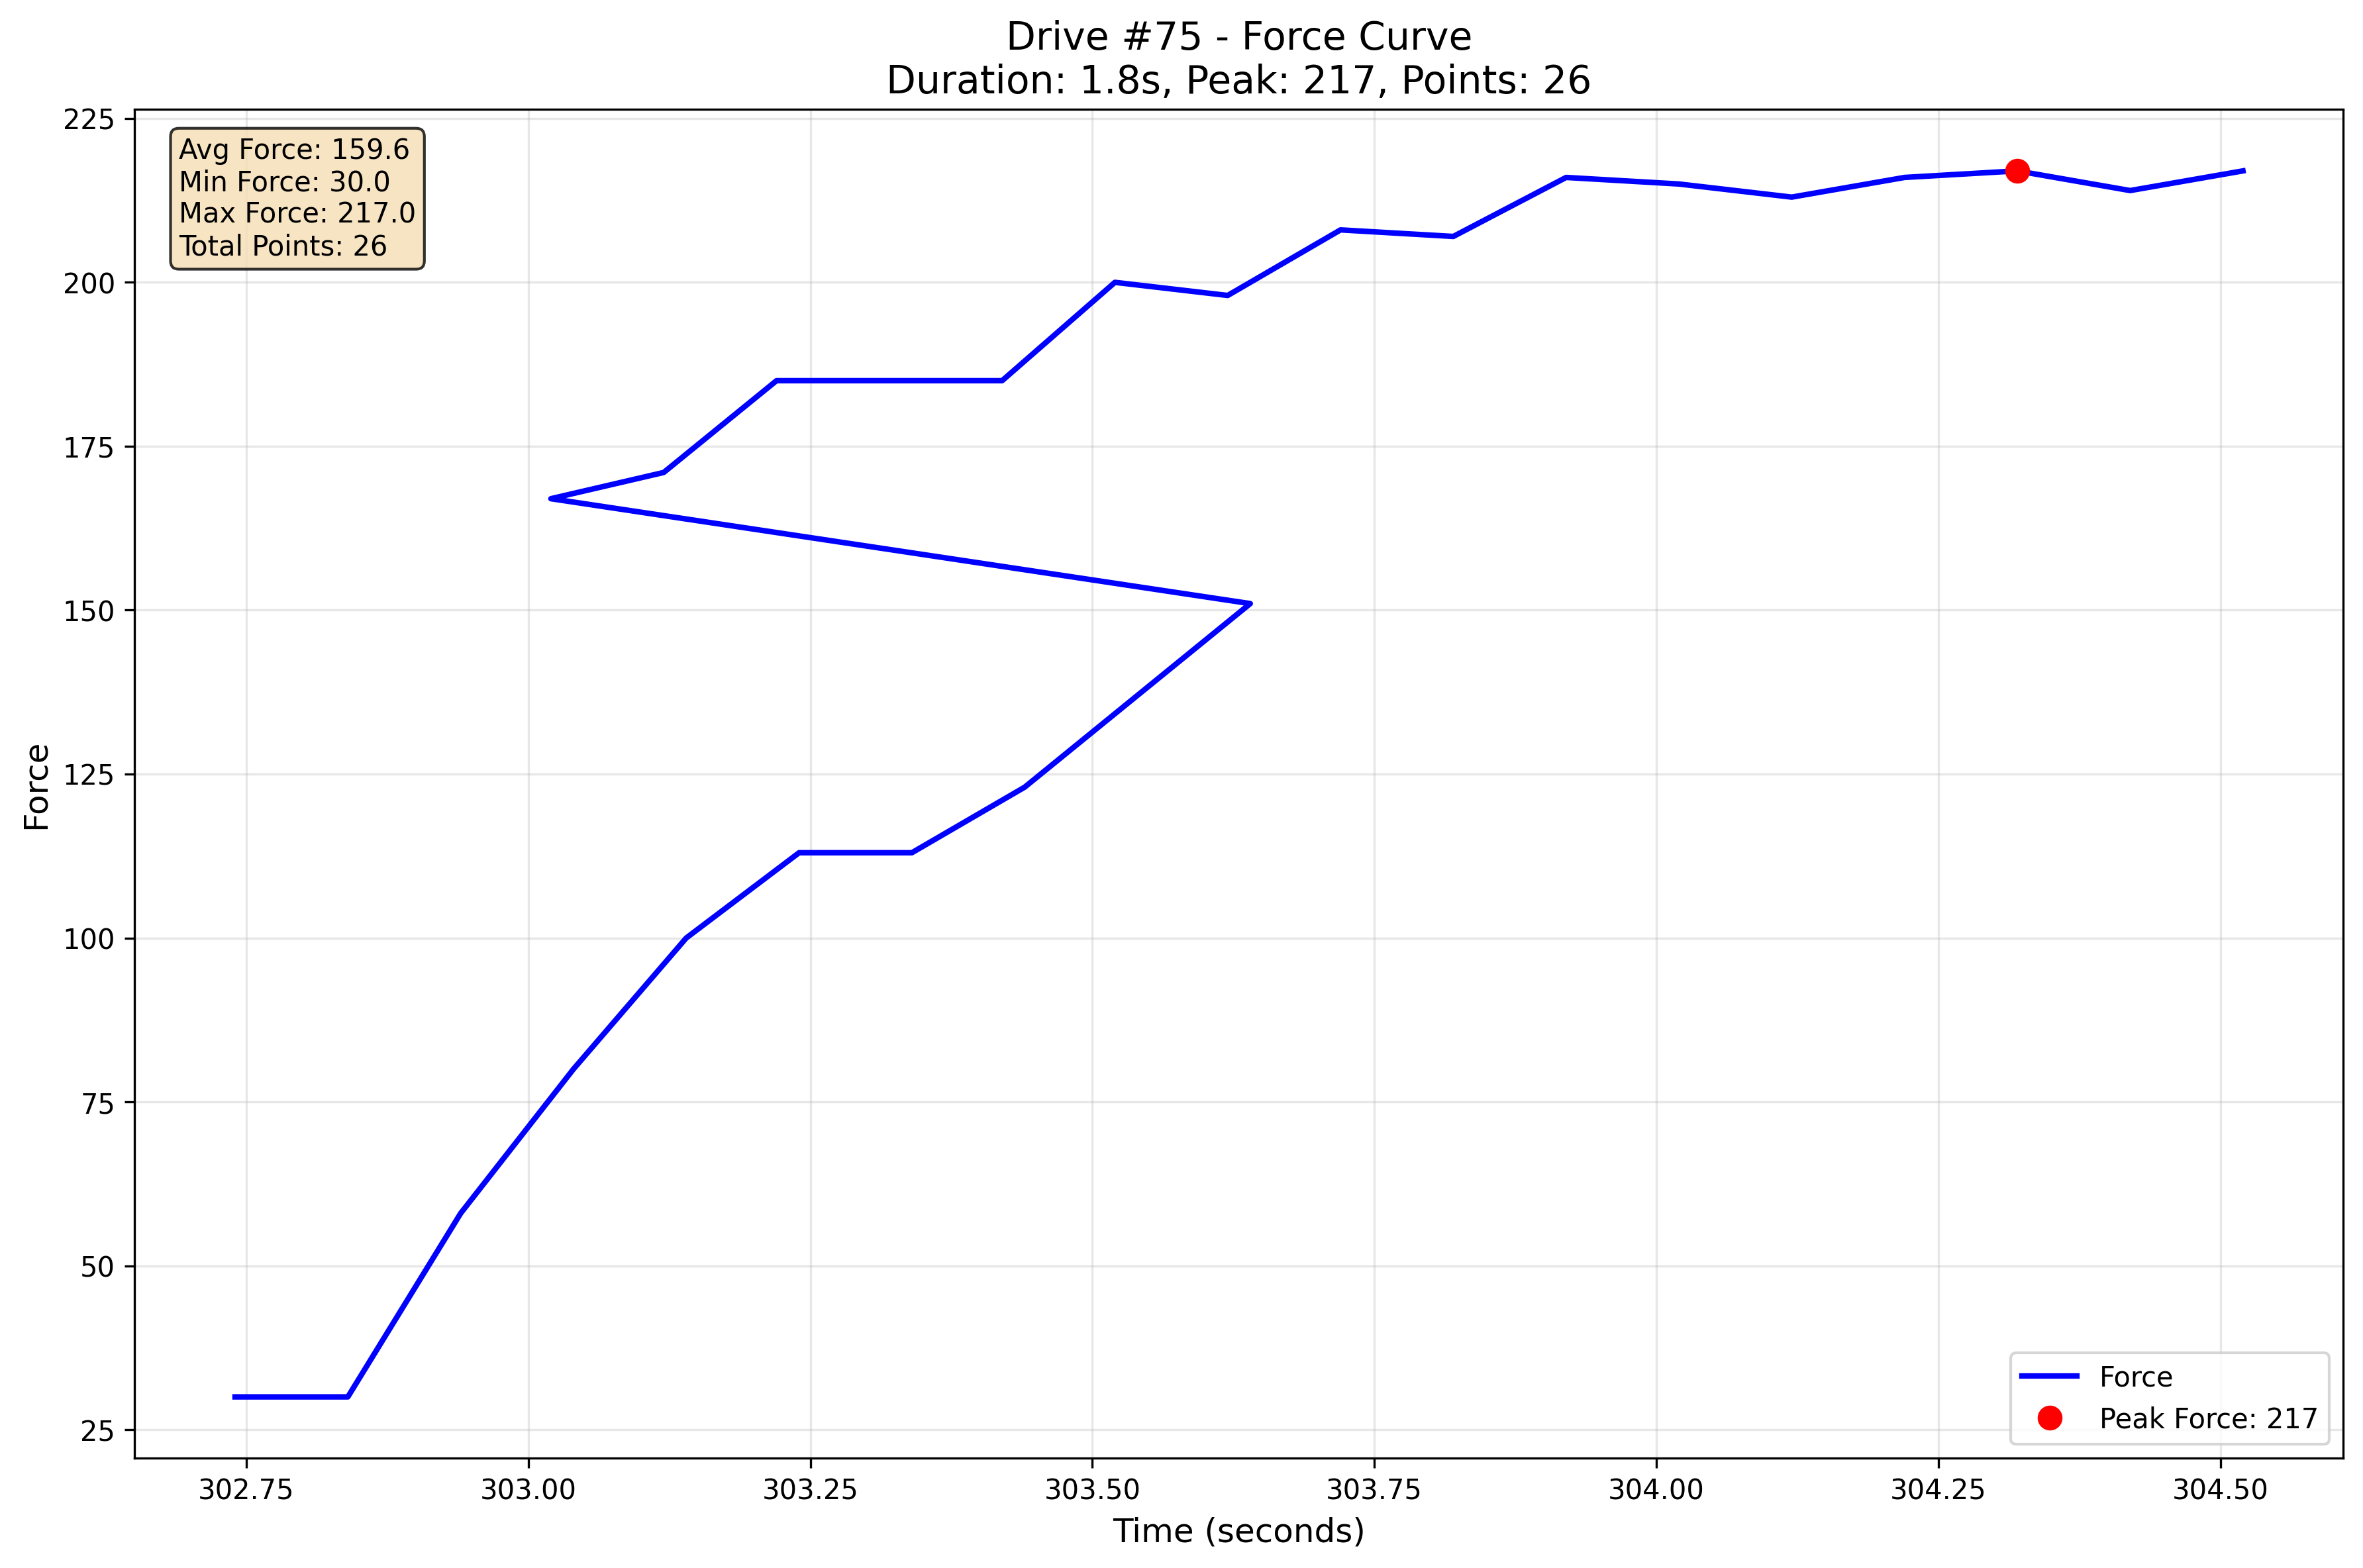 Drive #75 - Force Curve
Duration: 1.8s, Peak: 217, Points: 26
225
200
175
150
125
100
75
50
25
Force
Avg Force: 159.6
Min Force: 30.0
Max Force: 217.0
Total Points: 26
Force
Peak Force: 217
302.75
303.00
303.25
303.50
303.75
304.00
304.25
304.50
Time (seconds)